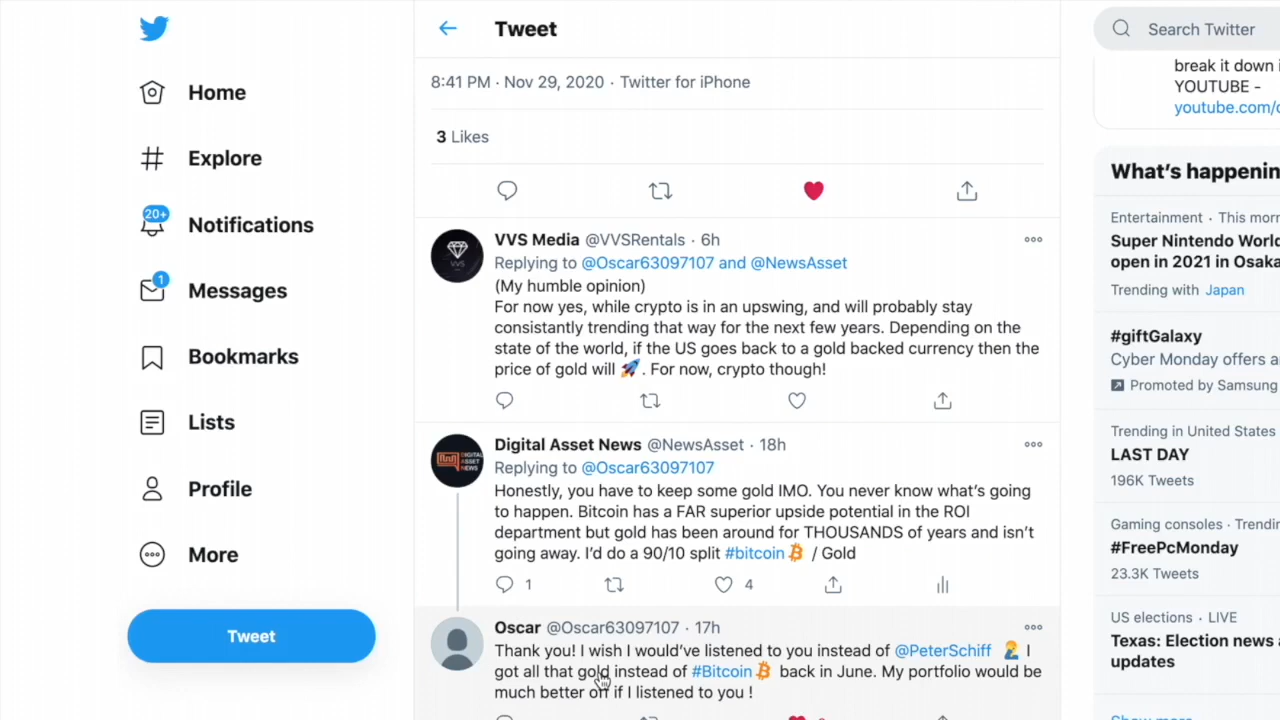 Home
Explore
20+
Notifications
1
Messages
Bookmarks
Lists
Profile
More
Tweet
Tweet
8:41 PM · Nov 29, 2020 · Twitter for iPhone
3 Likes
VVS Media @VVSRentals · 6h
Replying to @Oscar63097107 and @NewsAsset
(My humble opinion)
For now yes, while crypto is in an upswing, and will probably stay
consistantly trending that way for the next few years. Depending on the
state of the world, if the US goes back to a gold backed currency then the
price of gold will 🚀. For now, crypto though!
VVS
Digital Asset News @NewsAsset · 18h
DIGITAL
ASSET
NEWS
Replying to @Oscar63097107
Honestly, you have to keep some gold IMO. You never know what's going
to happen. Bitcoin has a FAR superior upside potential in the ROI
department but gold has been around for THOUSANDS of years and isn't
going away. I'd do a 90/10 split #bitcoin / Gold
1
4
Oscar @Oscar63097107 · 17h
Thank you! I wish I would've listened to you instead of @PeterSchiff 🤦‍♂️ I
got all that gold instead of #Bitcoin back in June. My portfolio would be
much better off if I listened to you !
Search Twitter
break it down i
YOUTUBE -
youtube.com/c
What's happenin
Entertainment · This morn
Super Nintendo World
open in 2021 in Osaka
Trending with Japan
#giftGalaxy
Cyber Monday offers a
Promoted by Samsung
Trending in United States
LAST DAY
196K Tweets
Gaming consoles · Trendin
#FreePcMonday
23.3K Tweets
US elections · LIVE
Texas: Election news a
updates
Show more